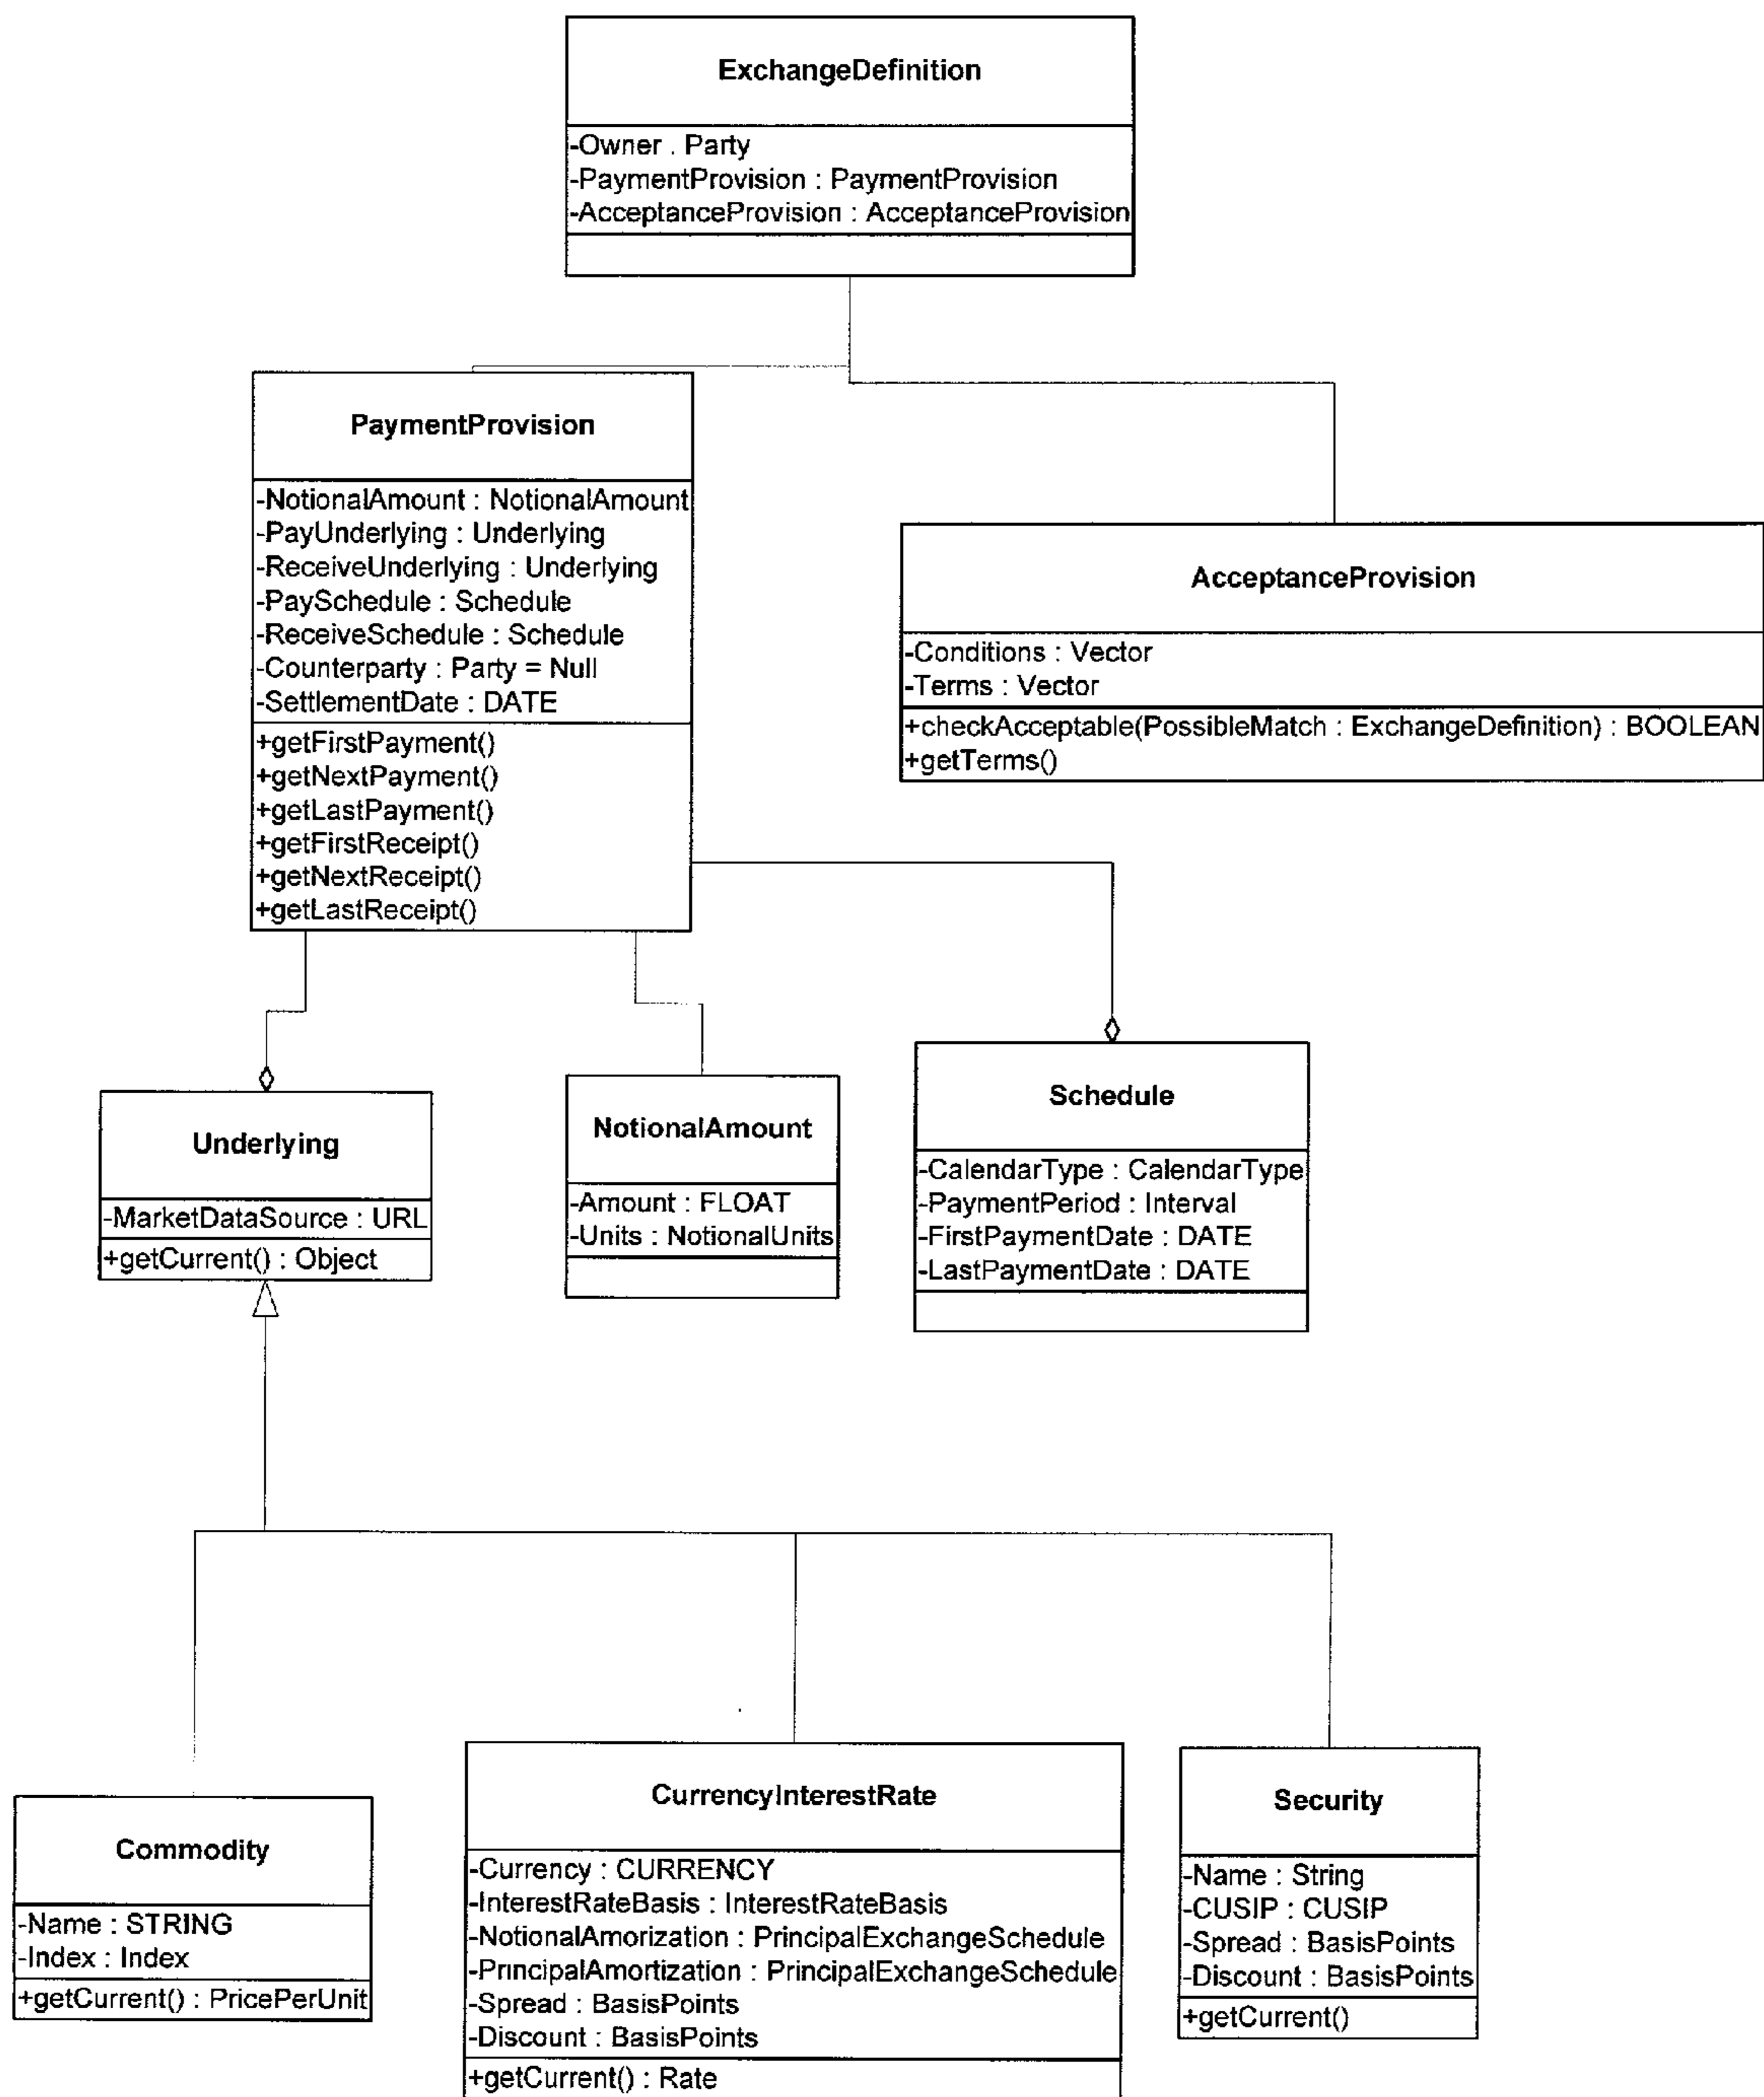 ExchangeDefinition
-Owner . Party
-PaymentProvision : PaymentProvision
-AcceptanceProvision : AcceptanceProvision
PaymentProvision
-NotionalAmount : NotionalAmount
-PayUnderlying : Underlying
-ReceiveUnderlying : Underlying
-PaySchedule : Schedule
-ReceiveSchedule : Schedule
-Counterparty : Party = Null
-SettlementDate : DATE
+getFirstPayment()
+getNextPayment()
+getLastPayment()
+getFirstReceipt()
+getNextReceipt()
+getLastReceipt()
AcceptanceProvision
-Conditions : Vector
-Terms : Vector
+checkAcceptable(PossibleMatch : ExchangeDefinition) : BOOLEAN
+getTerms()
Underlying
-MarketDataSource : URL
+getCurrent() : Object
NotionalAmount
-Amount : FLOAT
-Units : NotionalUnits
Schedule
-CalendarType : CalendarType
-PaymentPeriod : Interval
-FirstPaymentDate : DATE
-LastPaymentDate : DATE
Commodity
-Name : STRING
-Index : Index
+getCurrent() : PricePerUnit
CurrencyInterestRate
-Currency : CURRENCY
-InterestRateBasis : InterestRateBasis
-NotionalAmorization : PrincipalExchangeSchedule
-PrincipalAmortization : PrincipalExchangeSchedule
-Spread : BasisPoints
-Discount : BasisPoints
+getCurrent() : Rate
Security
-Name : String
-CUSIP : CUSIP
-Spread : BasisPoints
-Discount : BasisPoints
+getCurrent()